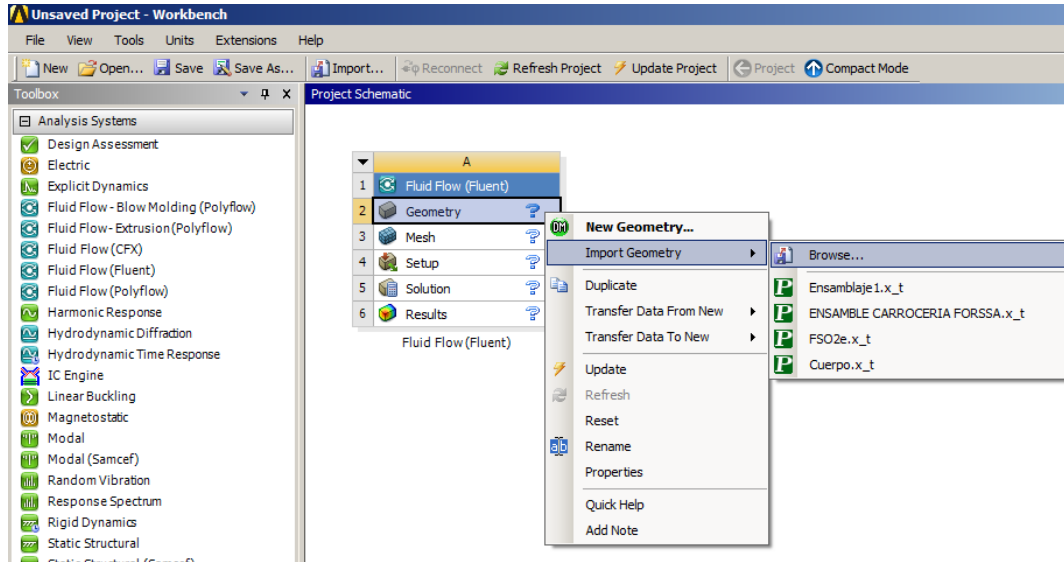 Unsaved Project - Workbench
File View Tools Units Extensions Help
New Open... Save Save As... Import... Reconnect Refresh Project Update Project Project Compact Mode
Toolbox
Project Schematic
Analysis Systems
Design Assessment
Electric
Explicit Dynamics
Fluid Flow - Blow Molding (Polyflow)
Fluid Flow - Extrusion (Polyflow)
Fluid Flow (CFX)
Fluid Flow (Fluent)
Fluid Flow (Polyflow)
Harmonic Response
Hydrodynamic Diffraction
Hydrodynamic Time Response
IC Engine
Linear Buckling
Magnetostatic
Modal
Modal (Samcef)
Random Vibration
Response Spectrum
Rigid Dynamics
Static Structural
Static Structural (Samcef)
A
1 Fluid Flow (Fluent)
2 Geometry ?
3 Mesh ?
4 Setup ?
5 Solution ?
6 Results ?
Fluid Flow (Fluent)
DM New Geometry...
Import Geometry
Duplicate
Transfer Data From New
Transfer Data To New
Update
Refresh
Reset
ab Rename
Properties
Quick Help
Add Note
Browse...
P Ensamblaje1.x_t
P ENSAMBLE CARROCERIA FORSSA.x_t
P FSO2e.x_t
P Cuerpo.x_t